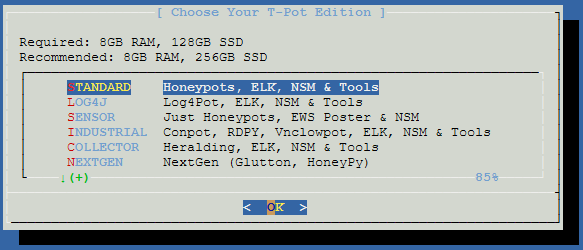 [ Choose Your T-Pot Edition ]
Required: 8GB RAM, 128GB SSD
Recommended: 8GB RAM, 256GB SSD
STANDARD Honeypots, ELK, NSM & Tools
LOG4J Log4Pot, ELK, NSM & Tools
SENSOR Just Honeypots, EWS Poster & NSM
INDUSTRIAL Conpot, RDPY, Vnclowpot, ELK, NSM & Tools
COLLECTOR Heralding, ELK, NSM & Tools
NEXTGEN NextGen (Glutton, HoneyPy)
↓(+) 85%
< OK >